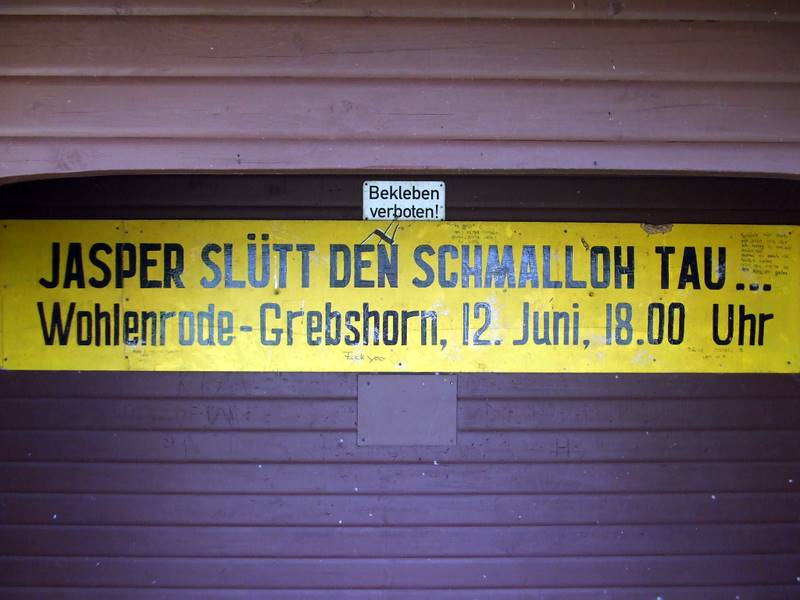 Bekleben
verboten!
JASPER SLÜTT DEN SCHMALLOH TAU...
Wohlenrode-Grebshorn, 12. Juni, 18.00 Uhr